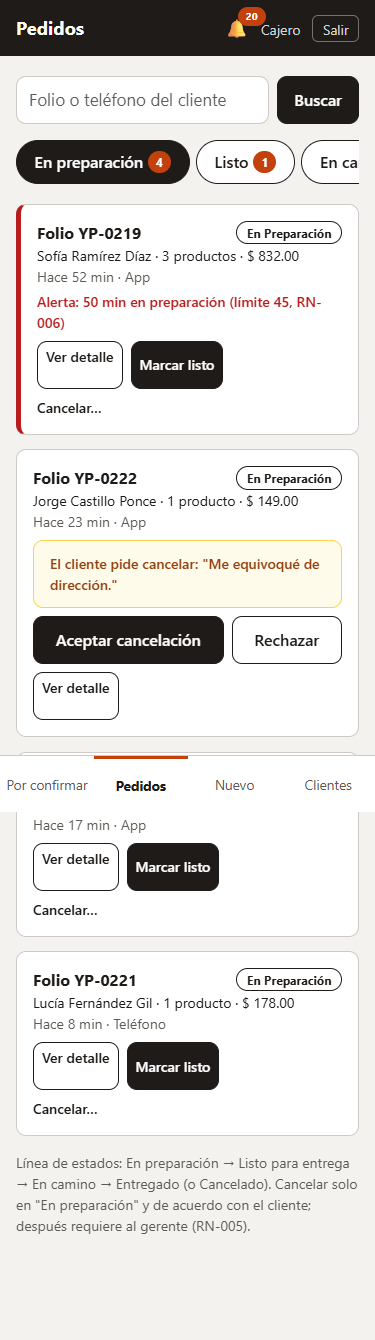 Pedidos
20
Cajero
Salir
Folio o teléfono del cliente
Buscar
En preparación 4
Listo 1
En ca
Folio YP-0219
En Preparación
Sofía Ramírez Díaz · 3 productos · $ 832.00
Hace 52 min · App
Alerta: 50 min en preparación (límite 45, RN-
006)
Ver detalle
Marcar listo
Cancelar...
Folio YP-0222
En Preparación
Jorge Castillo Ponce · 1 producto · $ 149.00
Hace 23 min · App
El cliente pide cancelar: "Me equivoqué de
dirección."
Aceptar cancelación
Rechazar
Ver detalle
Por confirmar
Pedidos
Nuevo
Clientes
Hace 17 min · App
Ver detalle
Marcar listo
Cancelar...
Folio YP-0221
En Preparación
Lucía Fernández Gil · 1 producto · $ 178.00
Hace 8 min · Teléfono
Ver detalle
Marcar listo
Cancelar...
Línea de estados: En preparación → Listo para entrega
→ En camino → Entregado (o Cancelado). Cancelar solo
en "En preparación" y de acuerdo con el cliente;
después requiere al gerente (RN-005).